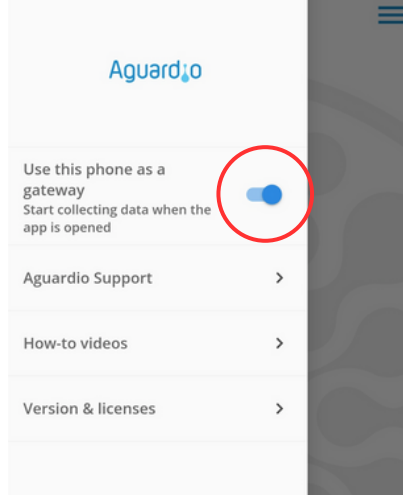 Aguardio
Use this phone as a
gateway
Start collecting data when the
app is opened
Aguardio Support
How-to videos
Version & licenses